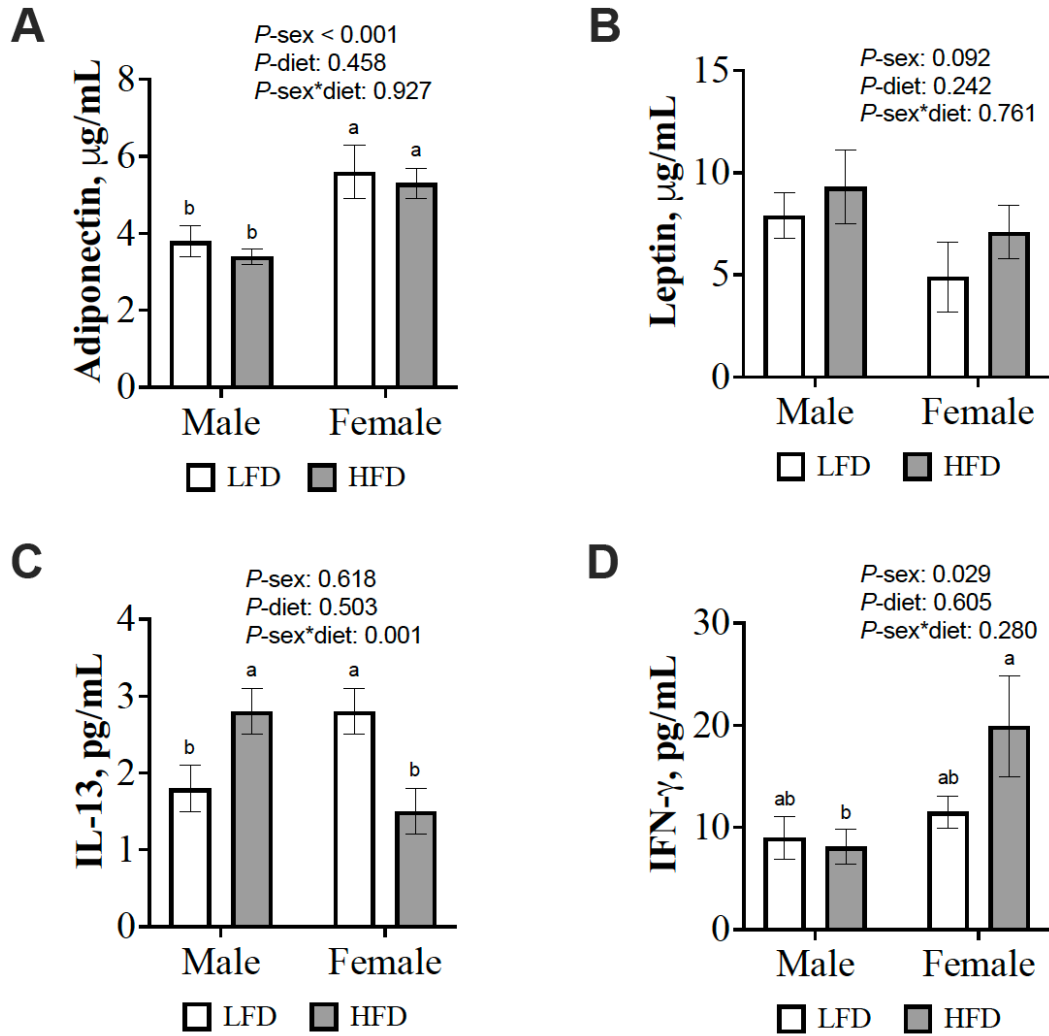 A
P-sex < 0.001
P-diet: 0.458
P-sex*diet: 0.927
Adiponectin, μg/mL
8
6
4
2
0
b
b
a
a
Male
Female
LFD
HFD
B
P-sex: 0.092
P-diet: 0.242
P-sex*diet: 0.761
Leptin, μg/mL
15
10
5
0
Male
Female
LFD
HFD
C
P-sex: 0.618
P-diet: 0.503
P-sex*diet: 0.001
IL-13, pg/mL
4
3
2
1
0
b
a
a
b
Male
Female
LFD
HFD
D
P-sex: 0.029
P-diet: 0.605
P-sex*diet: 0.280
IFN-γ, pg/mL
30
20
10
0
ab
b
ab
a
Male
Female
LFD
HFD